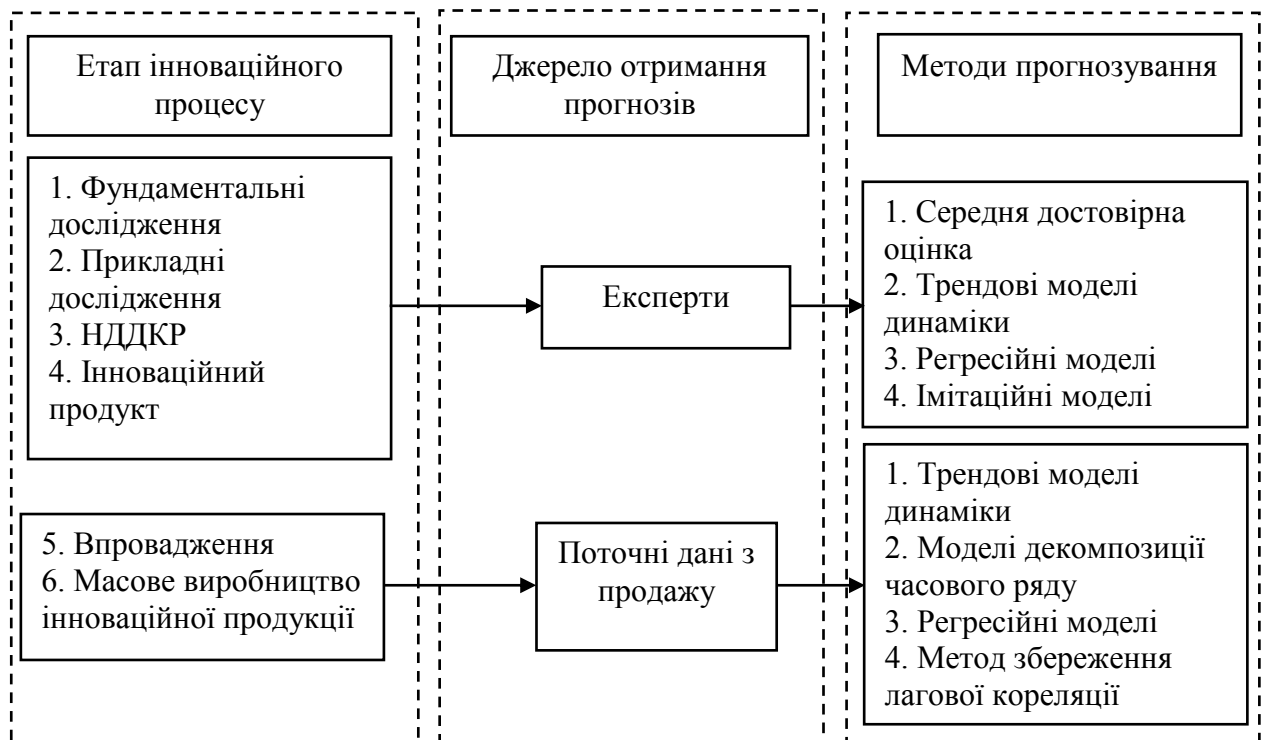 Етап інноваційного
процесу
Джерело отримання
прогнозів
Методи прогнозування
1. Фундаментальні
дослідження
2. Прикладні
дослідження
3. НДДКР
4. Інноваційний
продукт
Експерти
1. Середня достовірна
оцінка
2. Трендові моделі
динаміки
3. Регресійні моделі
4. Імітаційні моделі
5. Впровадження
6. Масове виробництво
інноваційної продукції
Поточні дані з
продажу
1. Трендові моделі
динаміки
2. Моделі декомпозиції
часового ряду
3. Регресійні моделі
4. Метод збереження
лагової кореляції